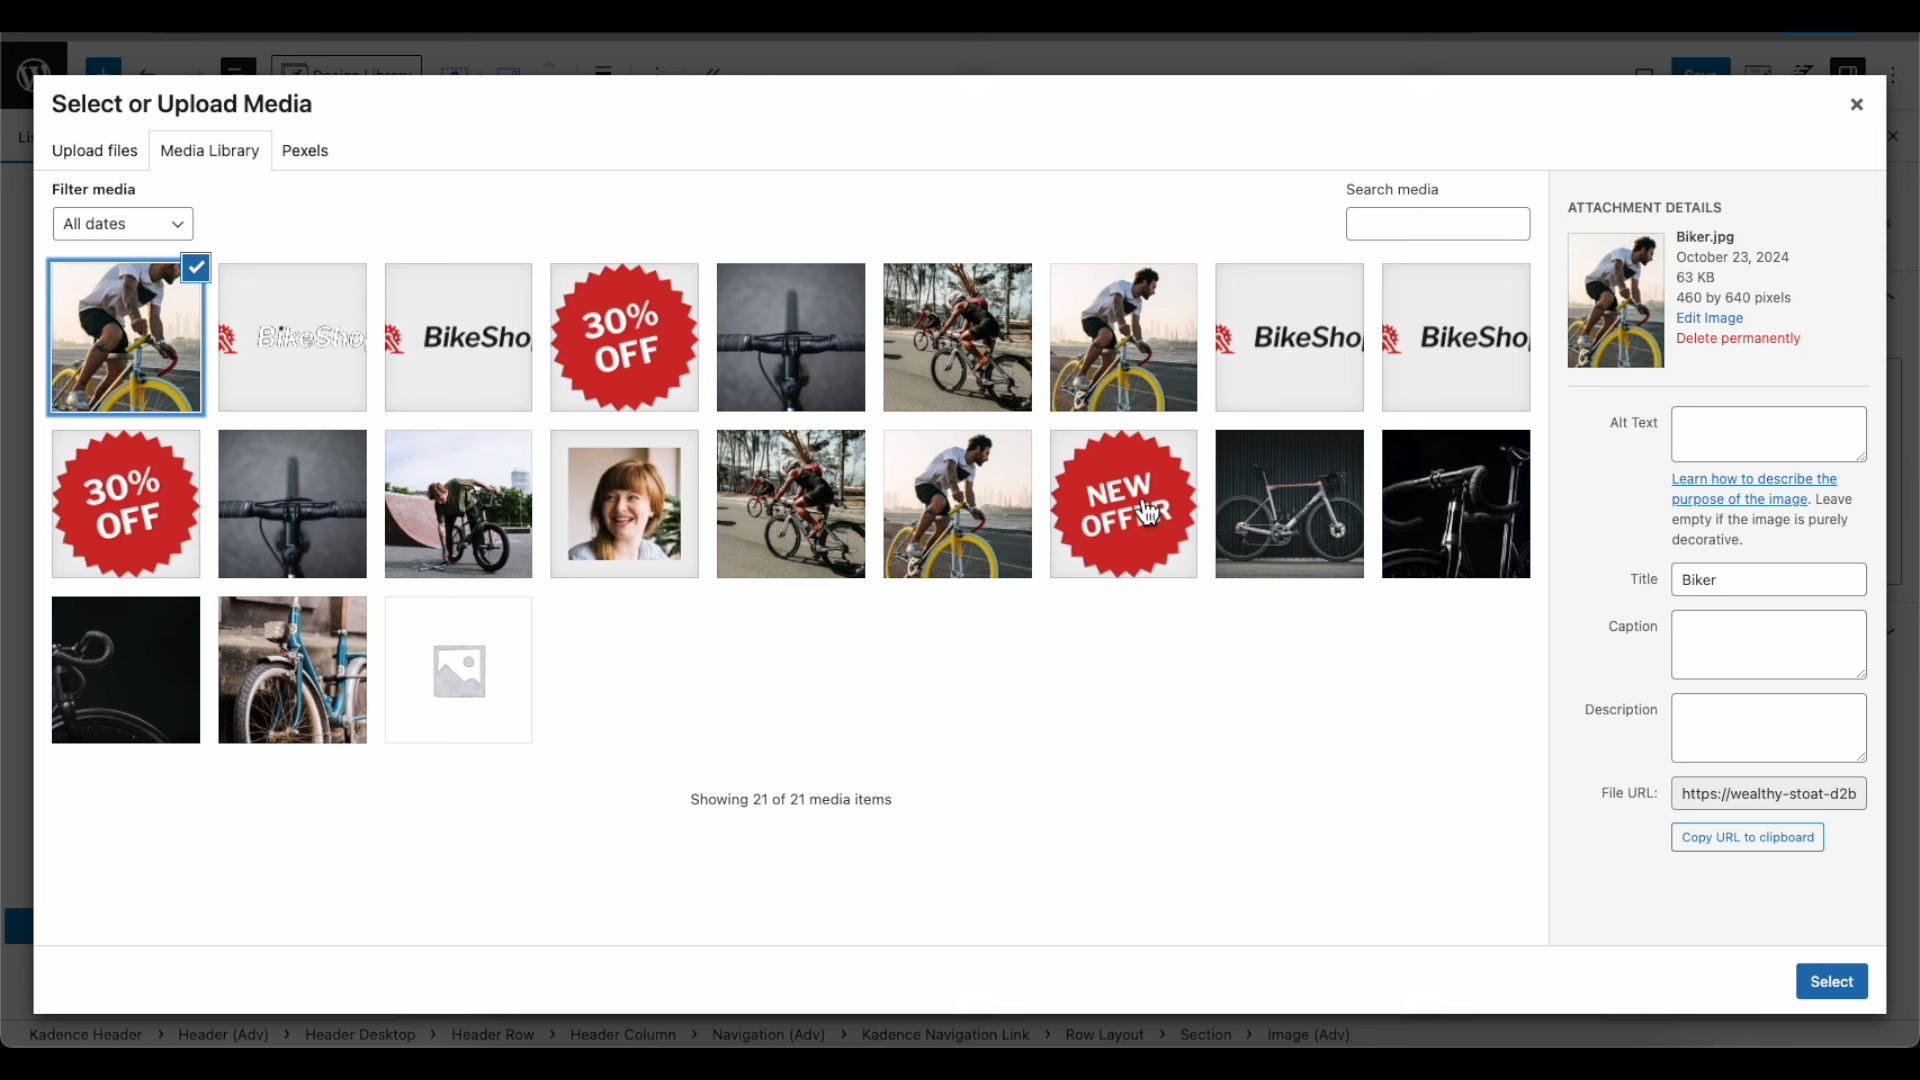 Design Library
Save
Select or Upload Media
Upload files
Media Library
Pexels
Filter media
All dates
Search media
BikeSho
BikeSho
30%
OFF
BikeSho
BikeSho
30%
OFF
NEW
Showing 21 of 21 media items
ATTACHMENT DETAILS
Biker.jpg
October 23, 2024
63 KB
460 by 640 pixels
Edit Image
Delete permanently
Alt Text
Learn how to describe the
purpose of the image. Leave
empty if the image is purely
decorative.
Title
Biker
Caption
Description
File URL:
https://wealthy-stoat-d2b
Copy URL to clipboard
Select
Kadence Header > Header (Adv) > Header Desktop > Header Row > Header Column > Navigation (Adv) > Kadence Navigation Link > Row Layout > Section > Image (Adv)